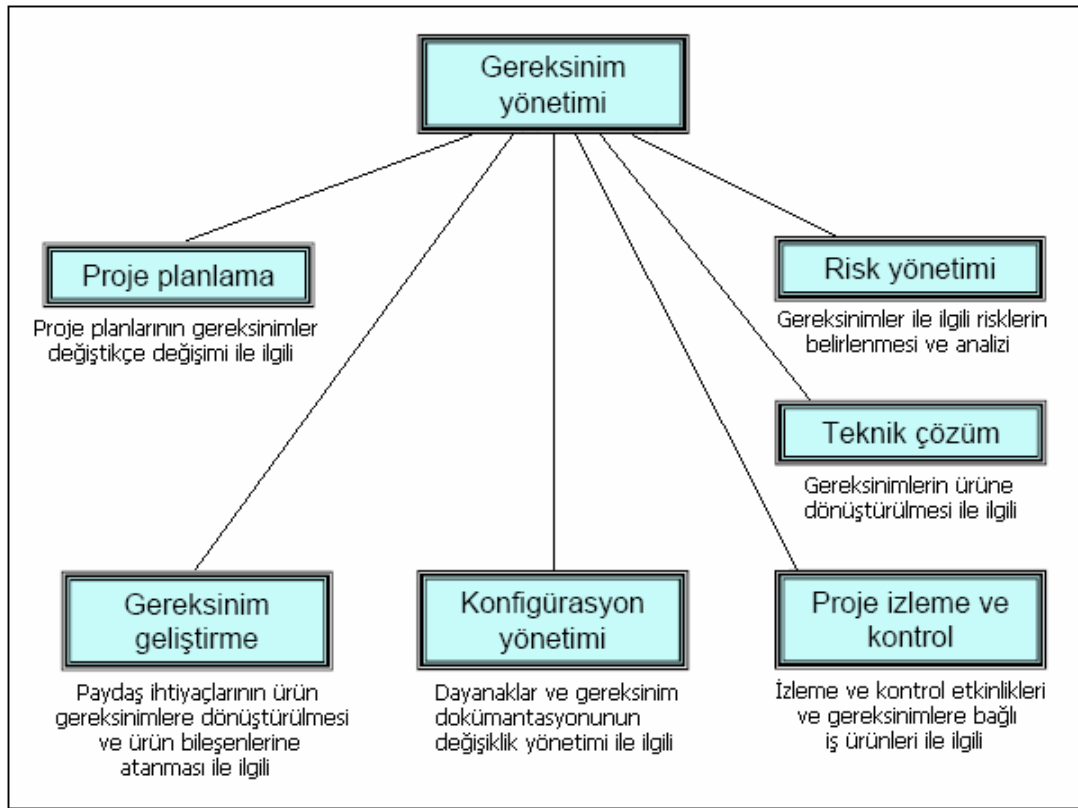 Gereksinim
yönetimi
Proje planlama
Proje planlarının gereksinimler
değiştikçe değişimi ile ilgili
Risk yönetimi
Gereksinimler ile ilgili risklerin
belirlenmesi ve analizi
Teknik çözüm
Gereksinimlerin ürüne
dönüştürülmesi ile ilgili
Gereksinim
geliştirme
Paydaş ihtiyaçlarının ürün
gereksinimlere dönüştürülmesi
ve ürün bileşenlerine
atanması ile ilgili
Konfigürasyon
yönetimi
Dayanaklar ve gereksinim
dokümantasyonunun
değişiklik yönetimi ile ilgili
Proje izleme ve
kontrol
İzleme ve kontrol etkinlikleri
ve gereksinimlere bağlı
iş ürünleri ile ilgili